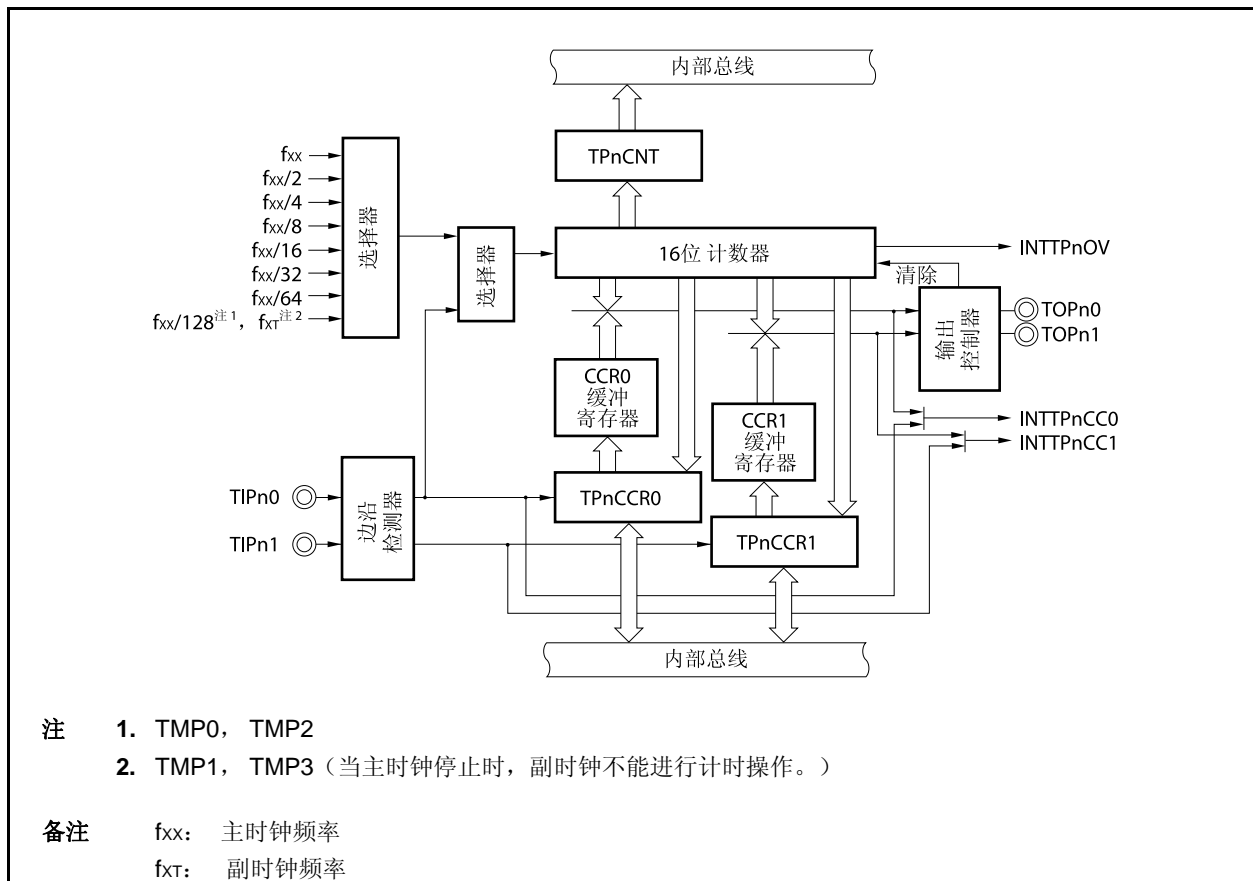 内部总线
TPnCNT
fxx
fxx/2
fxx/4
fxx/8
fxx/16
fxx/32
fxx/64
fxx/128注 1， fXT注 2
选择器
选择器
16位 计数器
INTTPnOV
清除
TOPn0
TOPn1
输出
控制器
CCR0
缓冲
寄存器
CCR1
缓冲
寄存器
INTTPnCC0
INTTPnCC1
TIPn0
TIPn1
边沿
检测器
TPnCCR0
TPnCCR1
内部总线
注 1. TMP0， TMP2
2. TMP1， TMP3（当主时钟停止时，副时钟不能进行计时操作。）
备注 fxx： 主时钟频率
fXT： 副时钟频率